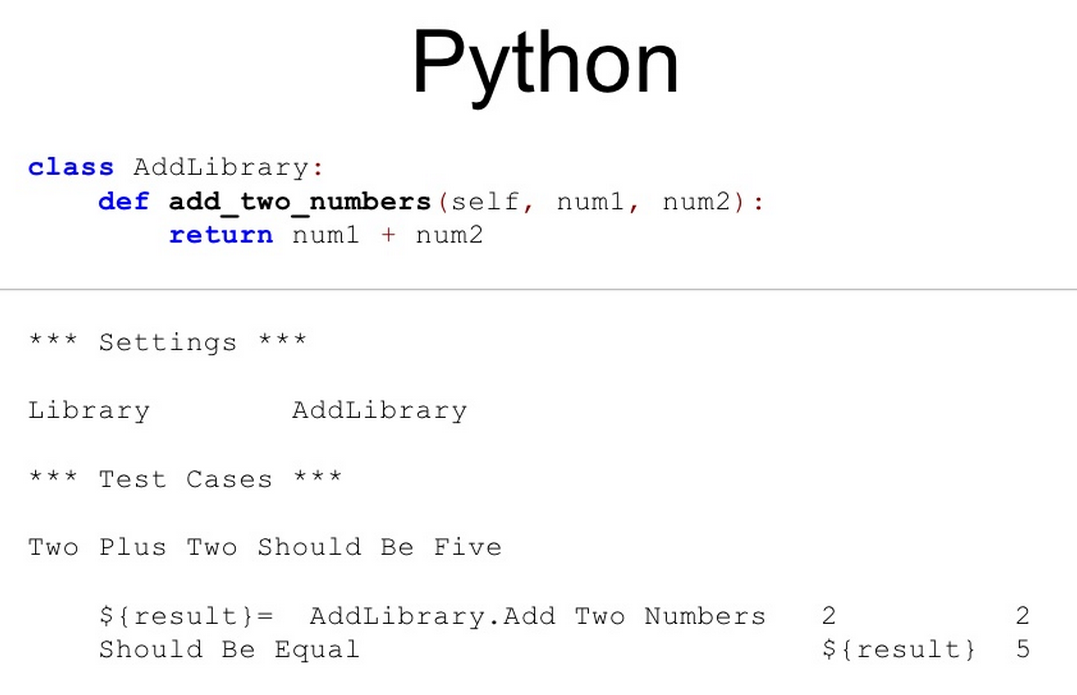 Python
class AddLibrary:
    def add_two_numbers(self, num1, num2):
        return num1 + num2
*** Settings ***
Library        AddLibrary
*** Test Cases ***
Two Plus Two Should Be Five
    ${result}=  AddLibrary.Add Two Numbers   2          2
    Should Be Equal                          ${result}  5